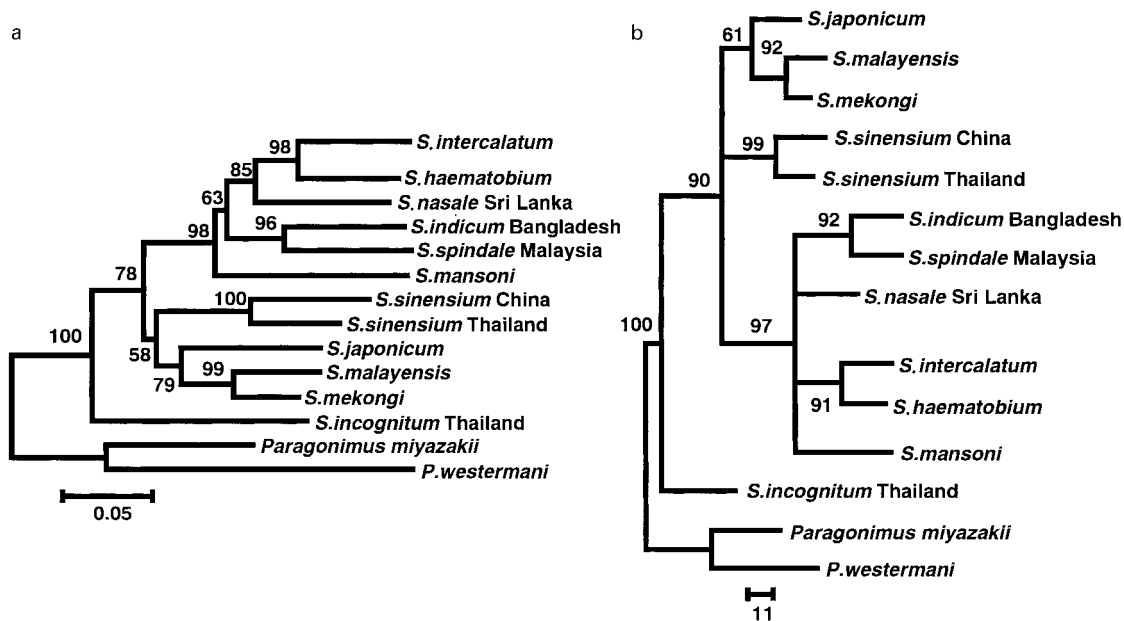 a
98
S.intercalatum
85
S.haematobium
63
S.nasale Sri Lanka
96
S.indicum Bangladesh
98
S.spindale Malaysia
78
S.mansoni
100
S.sinensium China
S.sinensium Thailand
100
58
S.japonicum
79
99
S.malayensis
S.mekongi
S.incognitum Thailand
Paragonimus miyazakii
P.westermani
0.05
b
S.japonicum
61
92
S.malayensis
S.mekongi
S.sinensium China
99
S.sinensium Thailand
90
92
S.indicum Bangladesh
S.spindale Malaysia
S.nasale Sri Lanka
100
97
S.intercalatum
91
S.haematobium
S.mansoni
S.incognitum Thailand
Paragonimus miyazakii
P.westermani
11